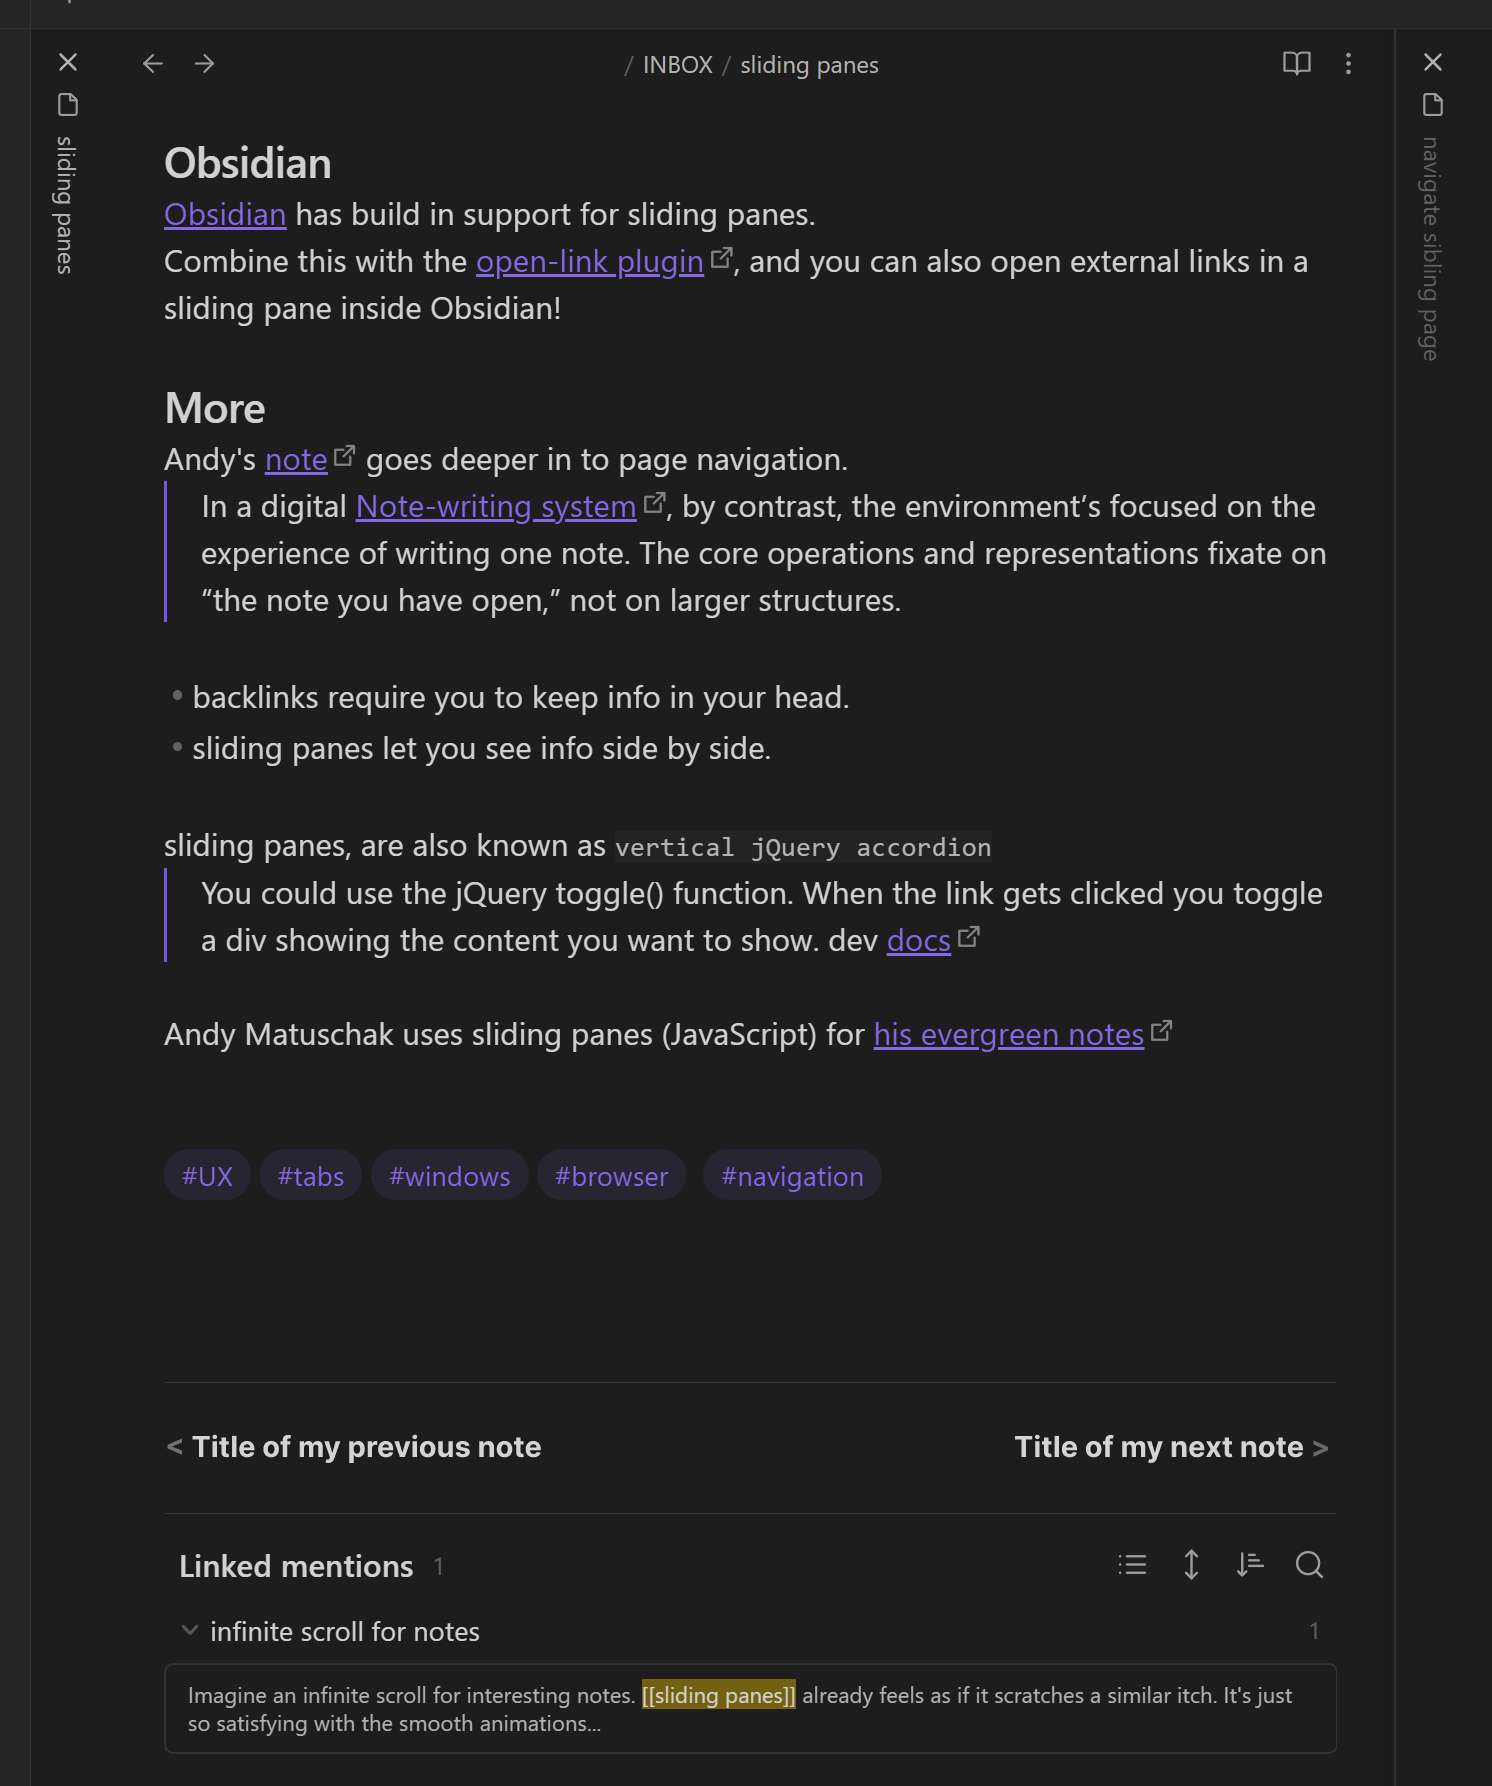 / INBOX / sliding panes
sliding panes
Obsidian
Obsidian has build in support for sliding panes.
Combine this with the open-link plugin, and you can also open external links in a
sliding pane inside Obsidian!
More
Andy's note goes deeper in to page navigation.
In a digital Note-writing system, by contrast, the environment’s focused on the
experience of writing one note. The core operations and representations fixate on
“the note you have open,” not on larger structures.
• backlinks require you to keep info in your head.
• sliding panes let you see info side by side.
sliding panes, are also known as vertical jQuery accordion
You could use the jQuery toggle() function. When the link gets clicked you toggle
a div showing the content you want to show. dev docs
Andy Matuschak uses sliding panes (JavaScript) for his evergreen notes
#UX #tabs #windows #browser #navigation
< Title of my previous note Title of my next note >
Linked mentions 1
infinite scroll for notes 1
Imagine an infinite scroll for interesting notes. [[sliding panes]] already feels as if it scratches a similar itch. It's just
so satisfying with the smooth animations...
navigate sibling page